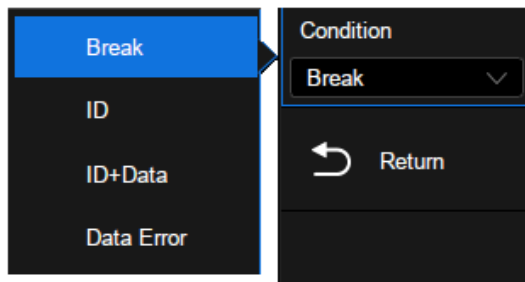 Break
ID
ID+Data
Data Error
Condition
Break
Return